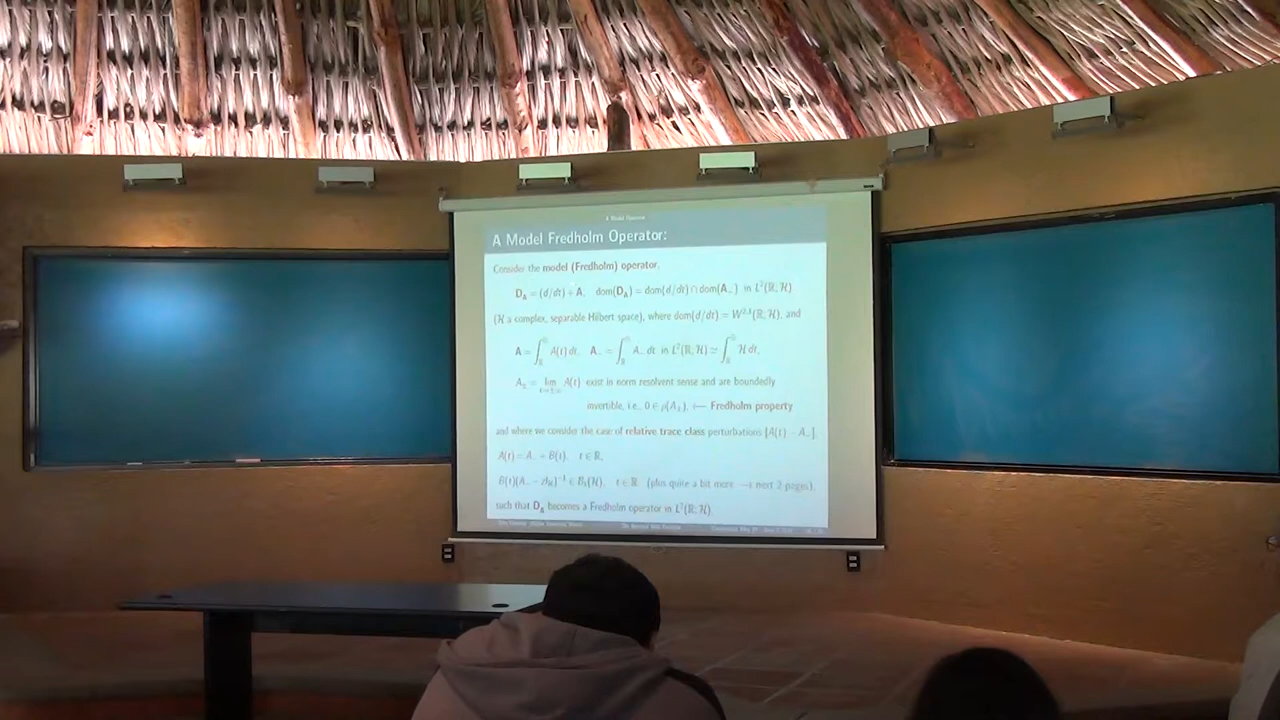 A Model Operator
A Model Fredholm Operator:
Consider the model (Fredholm) operator,
D_A = (d/dt) + A, dom(D_A) = dom(d/dt) ∩ dom(A_−) in L²(ℝ; ℋ)
(ℋ a complex, separable Hilbert space), where dom(d/dt) = W^{2,1}(ℝ; ℋ), and
A = ∫_ℝ^⊕ A(t) dt, A_− = ∫_ℝ^⊕ A_− dt in L²(ℝ; ℋ) ≃ ∫_ℝ^⊕ ℋ dt,
A_± = lim_{t→±∞} A(t) exist in norm resolvent sense and are boundedly
invertible, i.e., 0 ∈ ρ(A_±), ⟵ Fredholm property
and where we consider the case of relative trace class perturbations [A(t) − A_−],
A(t) = A_− + B(t), t ∈ ℝ,
B(t)(A_− − zI_ℋ)^{−1} ∈ ℬ_1(ℋ), t ∈ ℝ (plus quite a bit more ⟶ next 2 pages),
such that D_A becomes a Fredholm operator in L²(ℝ; ℋ).